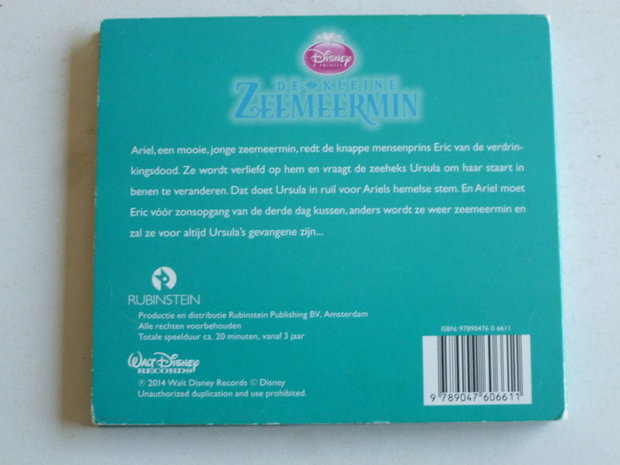 Disney
PRINCESS
DE KLEINE
ZEEMEERMIN
Ariel, een mooie, jonge zeemeermin, redt de knappe mensenprins Eric van de verdrin-
kingsdood. Ze wordt verliefd op hem en vraagt de zeeheks Ursula om haar staart in
benen te veranderen. Dat doet Ursula in ruil voor Ariels hemelse stem. En Ariel moet
Eric vóór zonsopgang van de derde dag kussen, anders wordt ze weer zeemeermin en
zal ze voor altijd Ursula's gevangene zijn...
RUBINSTEIN
Productie en distributie Rubinstein Publishing BV, Amsterdam
Alle rechten voorbehouden
Totale speelduur ca. 20 minuten, vanaf 3 jaar
WALT DISNEY
RECORDS
℗ 2014 Walt Disney Records © Disney
Unauthorized duplication and use prohibited.
ISBN: 97890476 0 6611
9 789047 606611